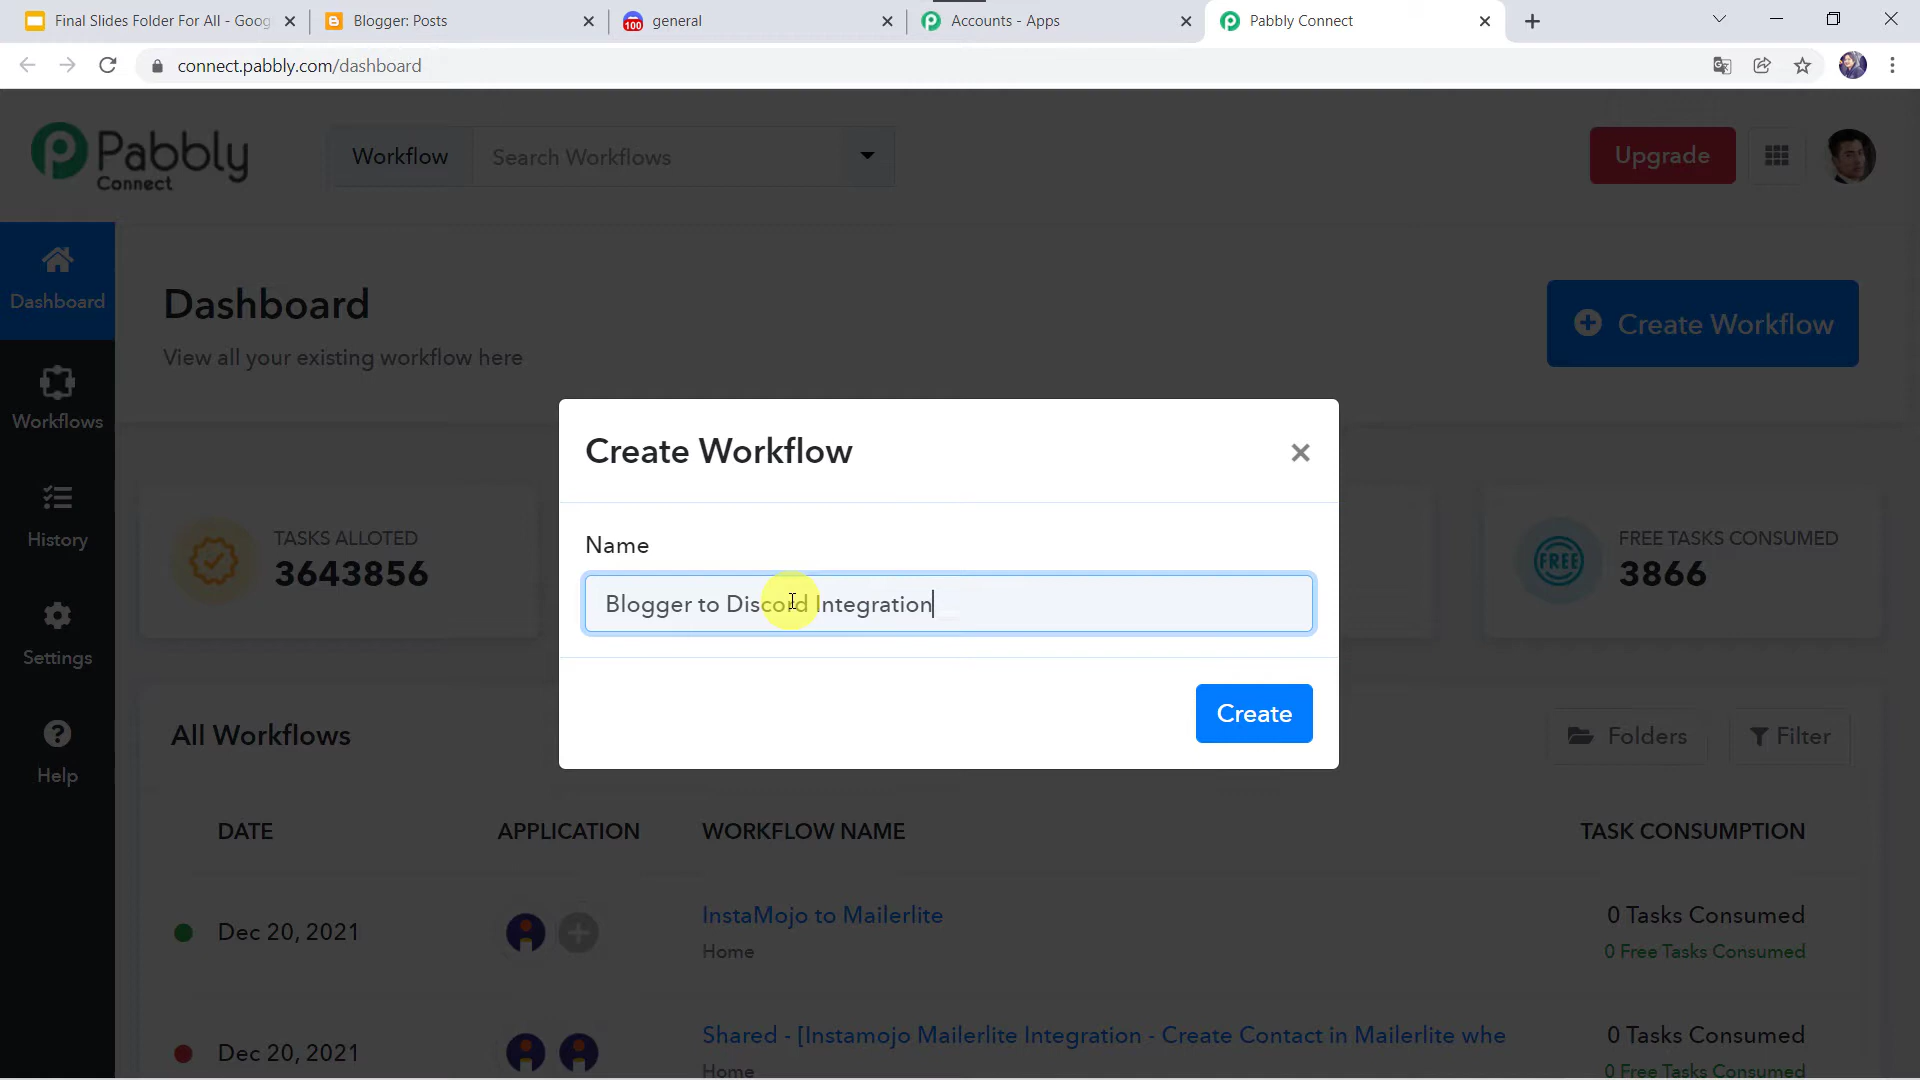 Final Slides Folder For All - Goog
Blogger: Posts
100
general
Accounts - Apps
Pabbly Connect
connect.pabbly.com/dashboard
Pabbly
Connect
Workflow
Search Workflows
Upgrade
Dashboard
Workflows
History
Settings
Help
Dashboard
View all your existing workflow here
Create Workflow
Create Workflow
Name
Blogger to Discord Integration
Create
TASKS ALLOTED
3643856
FREE
FREE TASKS CONSUMED
3866
All Workflows
Folders
Filter
DATE APPLICATION WORKFLOW NAME TASK CONSUMPTION
Dec 20, 2021 InstaMojo to Mailerlite 0 Tasks Consumed
Home 0 Free Tasks Consumed
Dec 20, 2021 Shared - [Instamojo Mailerlite Integration - Create Contact in Mailerlite whe 0 Tasks Consumed
Home 0 Free Tasks Consumed